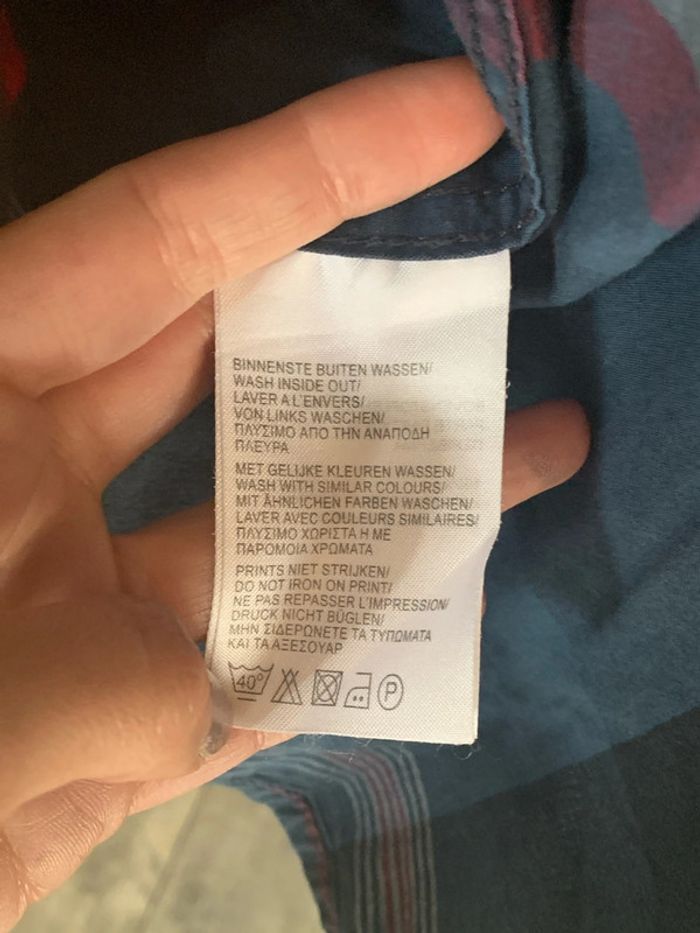 BINNENSTE BUITEN WASSEN/
WASH INSIDE OUT/
LAVER A L'ENVERS/
VON LINKS WASCHEN/
ΠΛΥΣΙΜΟ ΑΠΟ ΤΗΝ ΑΝΑΠΟΔΗ
ΠΛΕΥΡΑ
MET GELIJKE KLEUREN WASSEN/
WASH WITH SIMILAR COLOURS/
MIT ÄHNLICHEN FARBEN WASCHEN/
LAVER AVEC COULEURS SIMILAIRES/
ΠΛΥΣΙΜΟ ΧΩΡΙΣΤΑ Η ΜΕ
ΠΑΡΟΜΟΙΑ ΧΡΩΜΑΤΑ
PRINTS NIET STRIJKEN/
DO NOT IRON ON PRINT/
NE PAS REPASSER L'IMPRESSION/
DRUCK NICHT BÜGLEN/
ΜΗΝ ΣΙΔΕΡΩΝΕΤΕ ΤΑ ΤΥΠΩΜΑΤΑ
ΚΑΙ ΤΑ ΑΞΕΣΟΥΑΡ
40° P